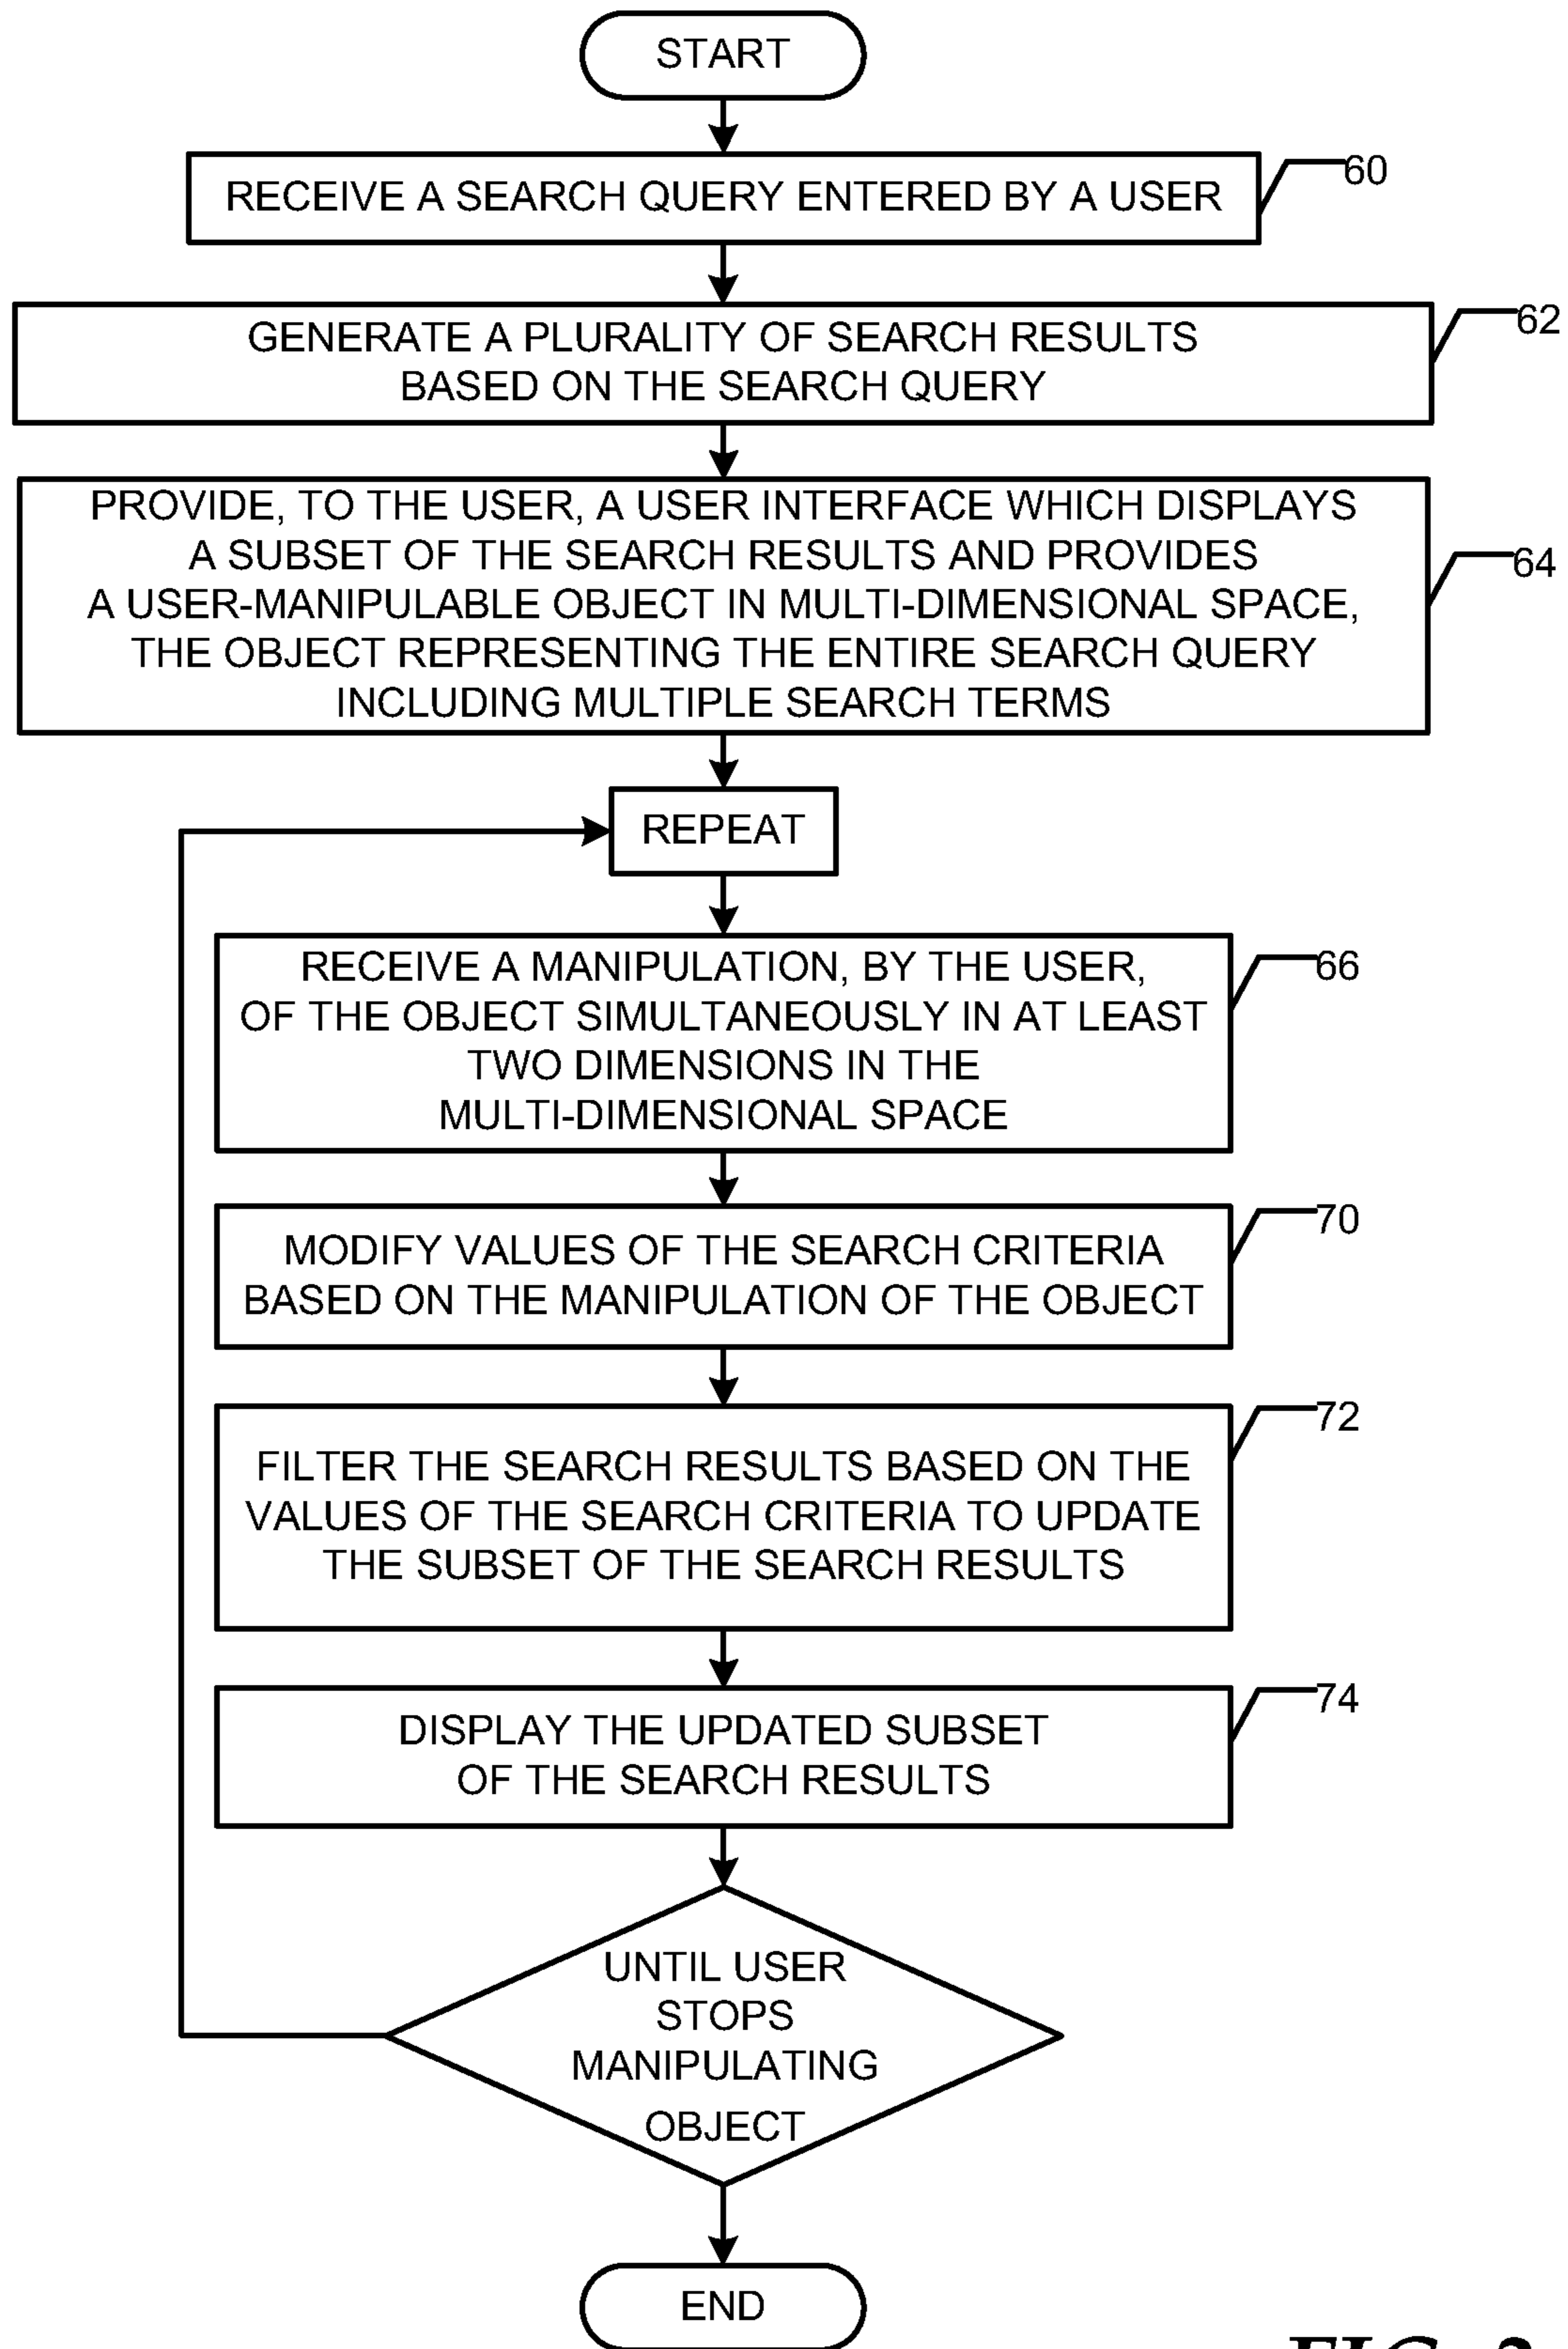 START
RECEIVE A SEARCH QUERY ENTERED BY A USER
60
GENERATE A PLURALITY OF SEARCH RESULTS
BASED ON THE SEARCH QUERY
62
PROVIDE, TO THE USER, A USER INTERFACE WHICH DISPLAYS
A SUBSET OF THE SEARCH RESULTS AND PROVIDES
A USER-MANIPULABLE OBJECT IN MULTI-DIMENSIONAL SPACE,
THE OBJECT REPRESENTING THE ENTIRE SEARCH QUERY
INCLUDING MULTIPLE SEARCH TERMS
64
REPEAT
RECEIVE A MANIPULATION, BY THE USER,
OF THE OBJECT SIMULTANEOUSLY IN AT LEAST
TWO DIMENSIONS IN THE
MULTI-DIMENSIONAL SPACE
66
MODIFY VALUES OF THE SEARCH CRITERIA
BASED ON THE MANIPULATION OF THE OBJECT
70
FILTER THE SEARCH RESULTS BASED ON THE
VALUES OF THE SEARCH CRITERIA TO UPDATE
THE SUBSET OF THE SEARCH RESULTS
72
DISPLAY THE UPDATED SUBSET
OF THE SEARCH RESULTS
74
UNTIL USER
STOPS
MANIPULATING
OBJECT
END